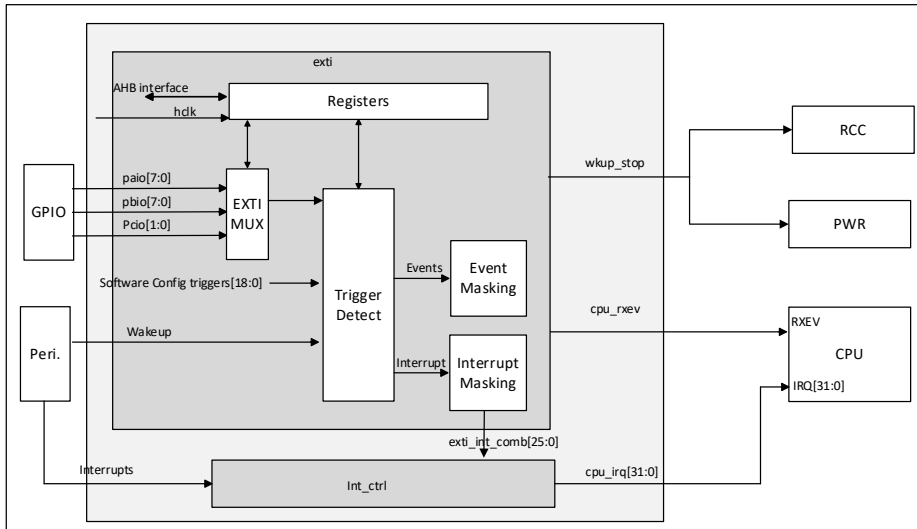 exti
AHB interface
Registers
hclk
RCC
wkup_stop
paio[7:0]
GPIO
pbio[7:0]
EXTI
MUX
Pcio[1:0]
PWR
Software Config triggers[18:0]
Trigger
Detect
Events
Event
Masking
cpu_rxev
RXEV
CPU
IRQ[31:0]
Peri.
Wakeup
Interrupt
Interrupt
Masking
exti_int_comb[25:0]
Interrupts
Int_ctrl
cpu_irq[31:0]